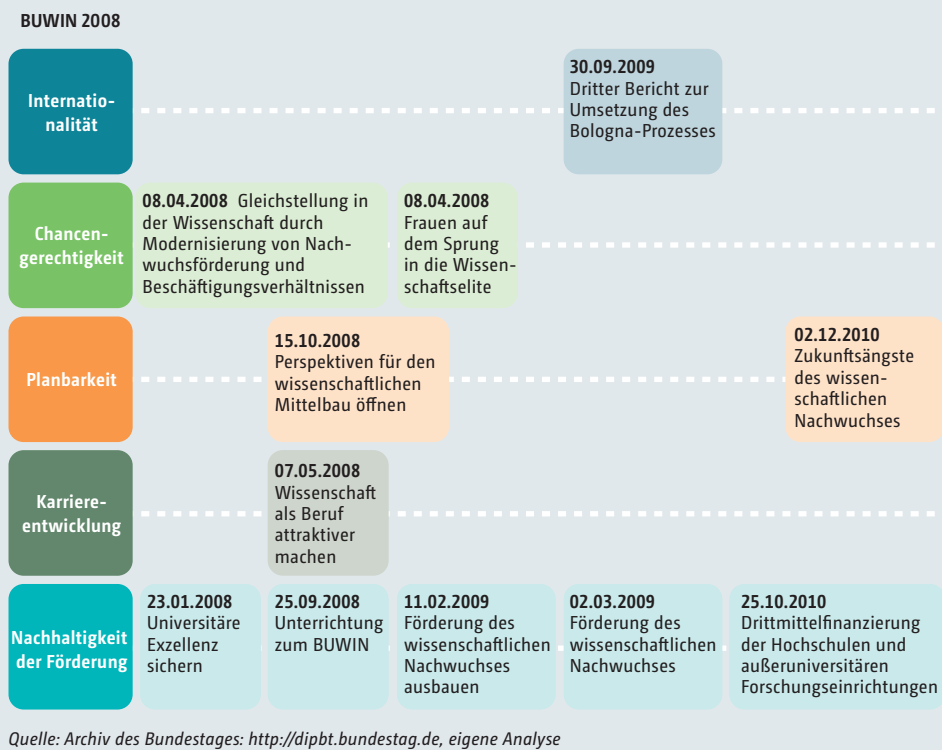 BUWIN 2008
Internatio-
nalität
30.09.2009
Dritter Bericht zur
Umsetzung des
Bologna-Prozesses
Chancen-
gerechtigkeit
08.04.2008 Gleichstellung in
der Wissenschaft durch
Modernisierung von Nach-
wuchsförderung und
Beschäftigungsverhältnissen
08.04.2008
Frauen auf
dem Sprung
in die Wissen-
schaftselite
Planbarkeit
15.10.2008
Perspektiven für den
wissenschaftlichen
Mittelbau öffnen
02.12.2010
Zukunftsängste
des wissen-
schaftlichen
Nachwuchses
Karriere-
entwicklung
07.05.2008
Wissenschaft
als Beruf
attraktiver
machen
Nachhaltigkeit
der Förderung
23.01.2008
Universitäre
Exzellenz
sichern
25.09.2008
Unterrichtung
zum BUWIN
11.02.2009
Förderung des
wissenschaftlichen
Nachwuchses
ausbauen
02.03.2009
Förderung des
wissenschaftlichen
Nachwuchses
25.10.2010
Drittmittelfinanzierung
der Hochschulen und
außeruniversitären
Forschungseinrichtungen
Quelle: Archiv des Bundestages: http://dipbt.bundestag.de, eigene Analyse